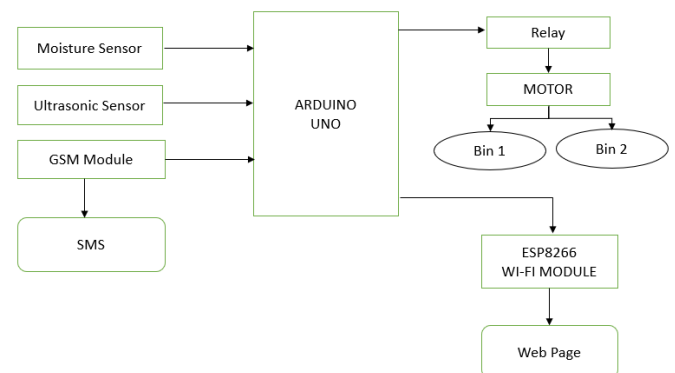 Moisture Sensor
Ultrasonic Sensor
GSM Module
SMS
ARDUINO
UNO
Relay
MOTOR
Bin 1
Bin 2
ESP8266
WI-FI MODULE
Web Page